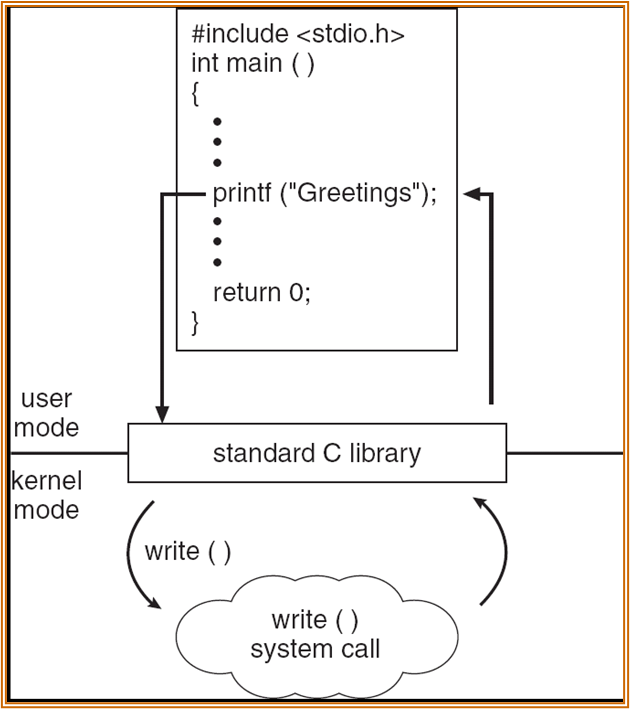 #include <stdio.h>
int main ( )
{
•
•
•
printf ("Greetings");
•
•
•
return 0;
}
user
mode
standard C library
kernel
mode
write ( )
write ( )
system call